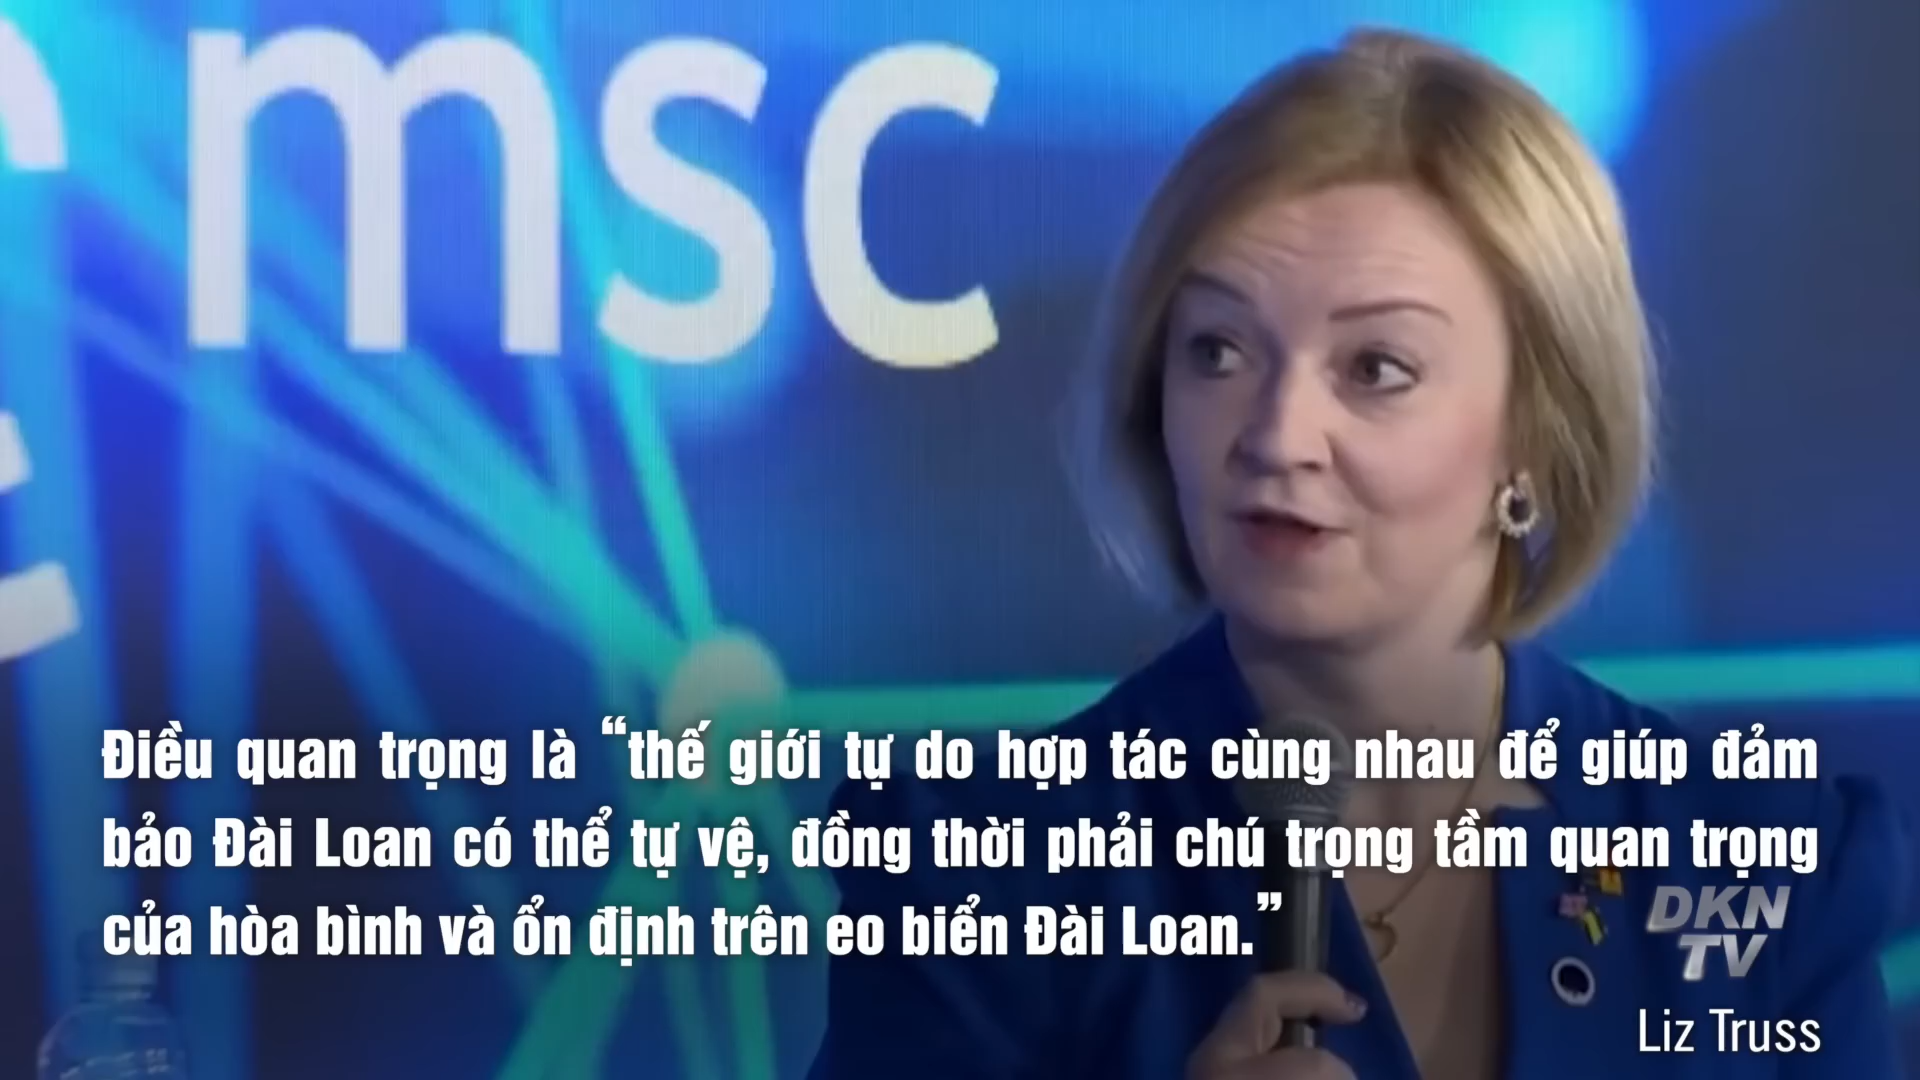 msc
Điều quan trọng là “thế giới tự do hợp tác cùng nhau để giúp đảm
bảo Đài Loan có thể tự vệ, đồng thời phải chú trọng tầm quan trọng
của hòa bình và ổn định trên eo biển Đài Loan.”
DKN
TV
Liz Truss